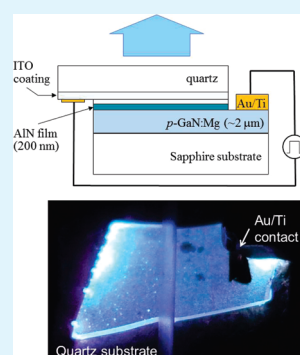 ITO
coating
quartz
Au/Ti
AlN film
(200 nm)
p-GaN:Mg (~2 μm)
Sapphire substrate
Au/Ti
contact
Quartz substrate